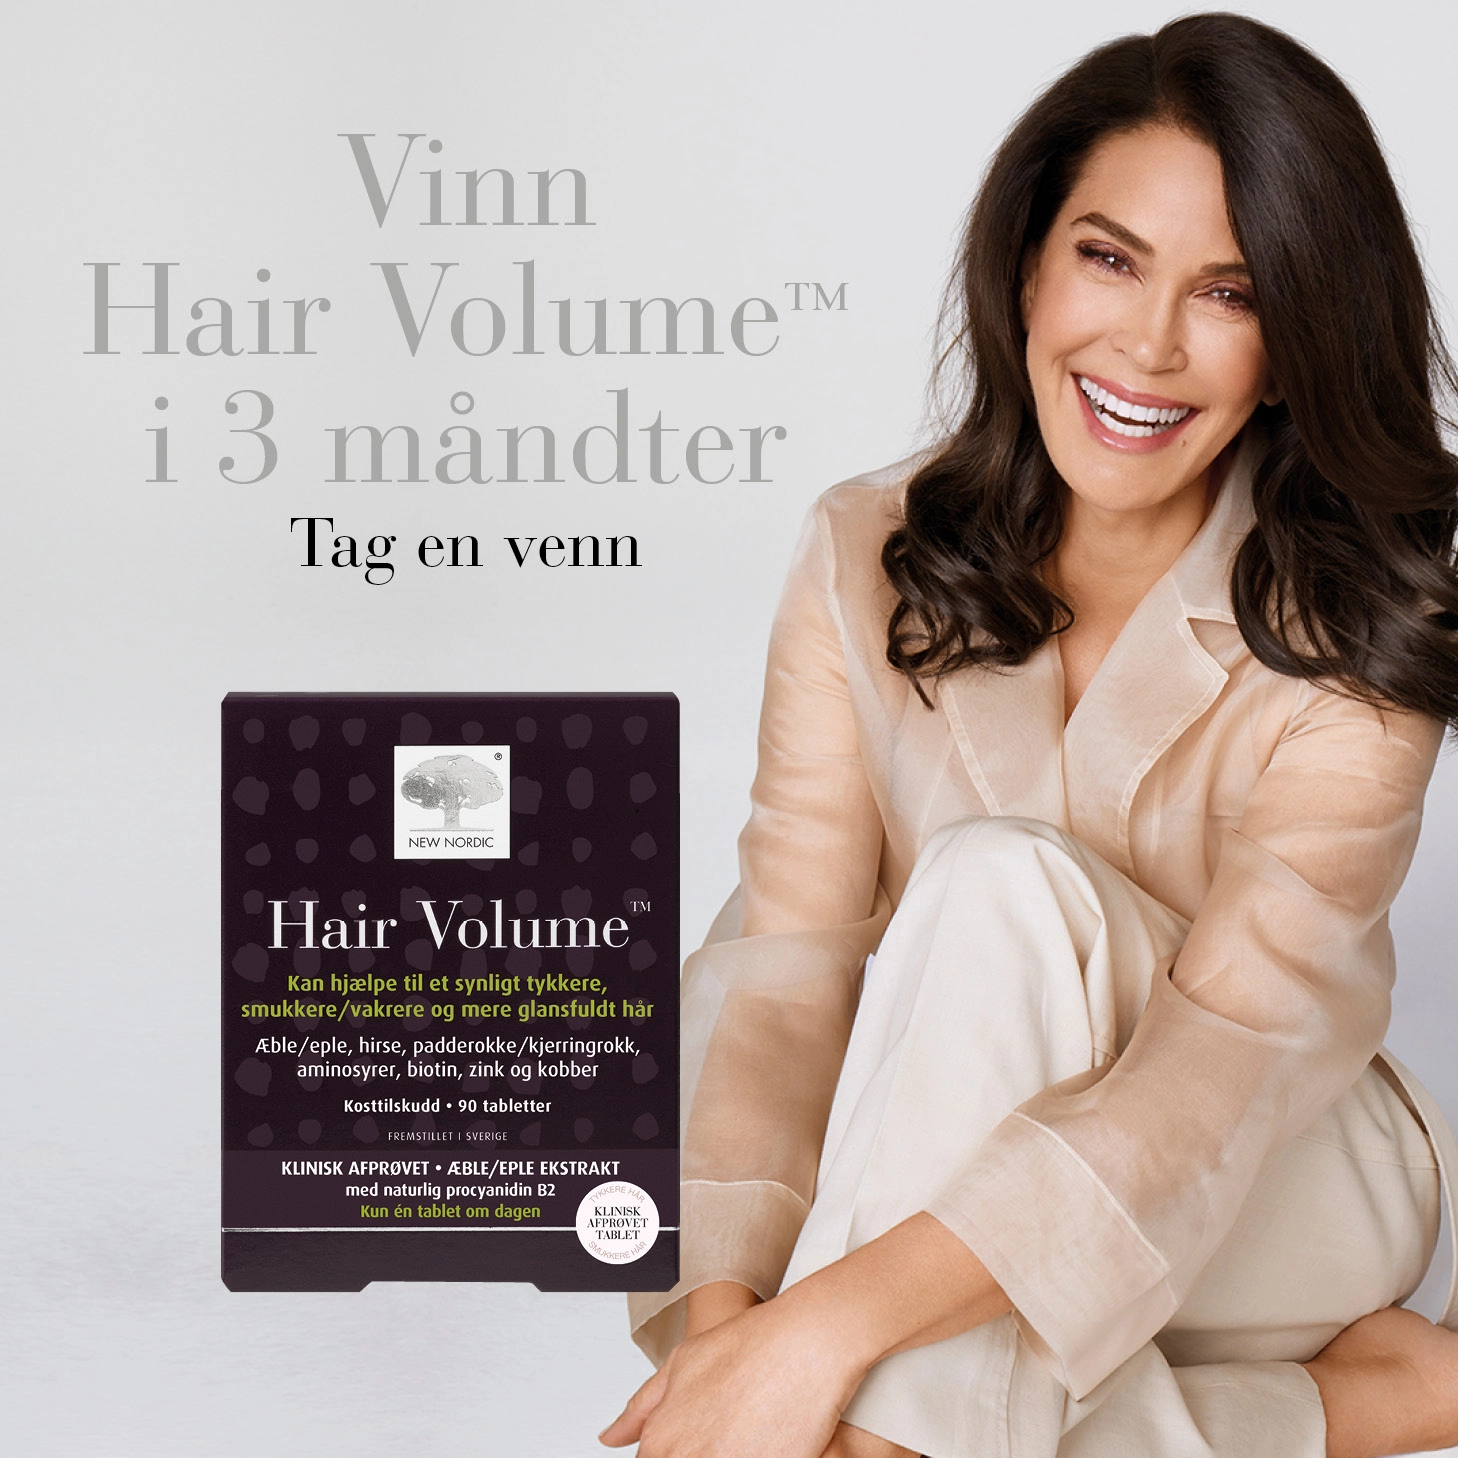 Vinn
Hair Volume™
i 3 måndter
Tag en venn
®
NEW NORDIC
Hair Volume™
Kan hjælpe til et synligt tykkere,
smukkere/vakrere og mere glansfuldt hår
Æble/eple, hirse, padderokke/kjerringrokk,
aminosyrer, biotin, zink og kobber
Kosttilskudd • 90 tabletter
FREMSTILLET I SVERIGE
KLINISK AFPRØVET • ÆBLE/EPLE EKSTRAKT
med naturlig procyanidin B2
Kun én tablet om dagen
TYKKERE HÅR
KLINISK
AFPRØVET
TABLET
SMUKKERE HÅR